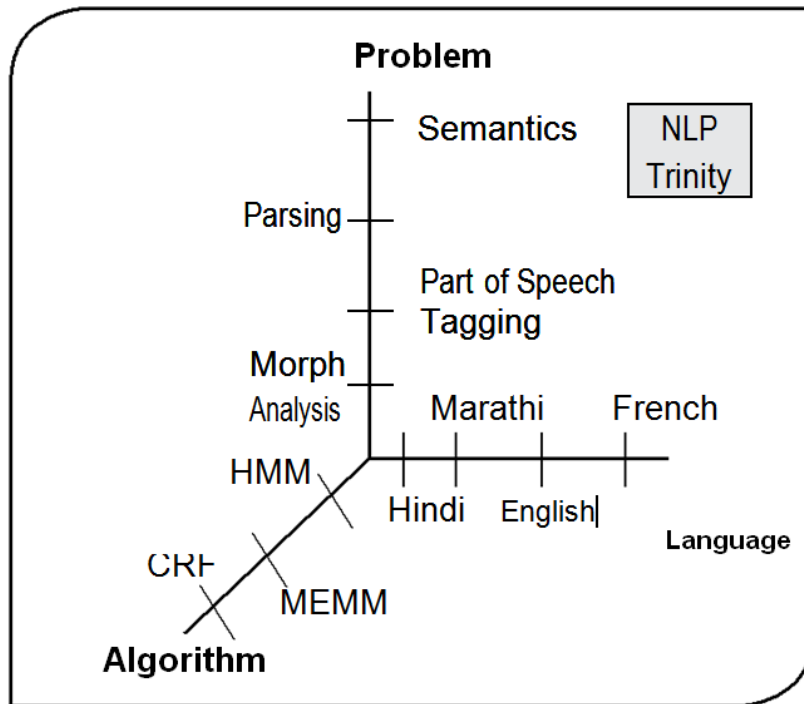 Problem
Semantics
NLP
Trinity
Parsing
Part of Speech
Tagging
Morph
Analysis
Marathi
French
HMM
Hindi
English
Language
CRF
MEMM
Algorithm